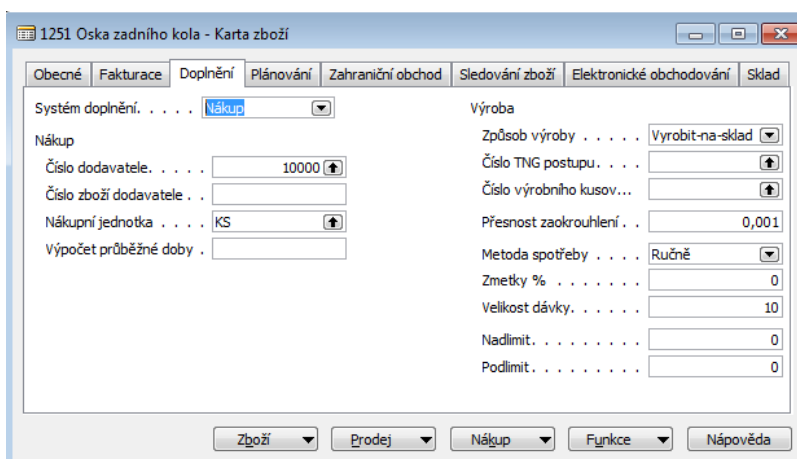 1251 Oska zadního kola - Karta zboží
Obecné Fakturace Doplnění Plánování Zahraniční obchod Sledování zboží Elektronické obchodování Sklad
Systém doplnění. . . . . Nákup
Nákup
Číslo dodavatele. . . . . 10000
Číslo zboží dodavatele . .
Nákupní jednotka . . . . KS
Výpočet průběžné doby .
Výroba
Způsob výroby . . . . . Vyrobit-na-sklad
Číslo TNG postupu. . . .
Číslo výrobního kusov...
Přesnost zaokrouhlení . . 0,001
Metoda spotřeby . . . . Ručně
Zmetky % . . . . . . . 0
Velikost dávky. . . . . . 10
Nadlimit. . . . . . . . . 0
Podlimit. . . . . . . . . 0
Zboží Prodej Nákup Funkce Nápověda